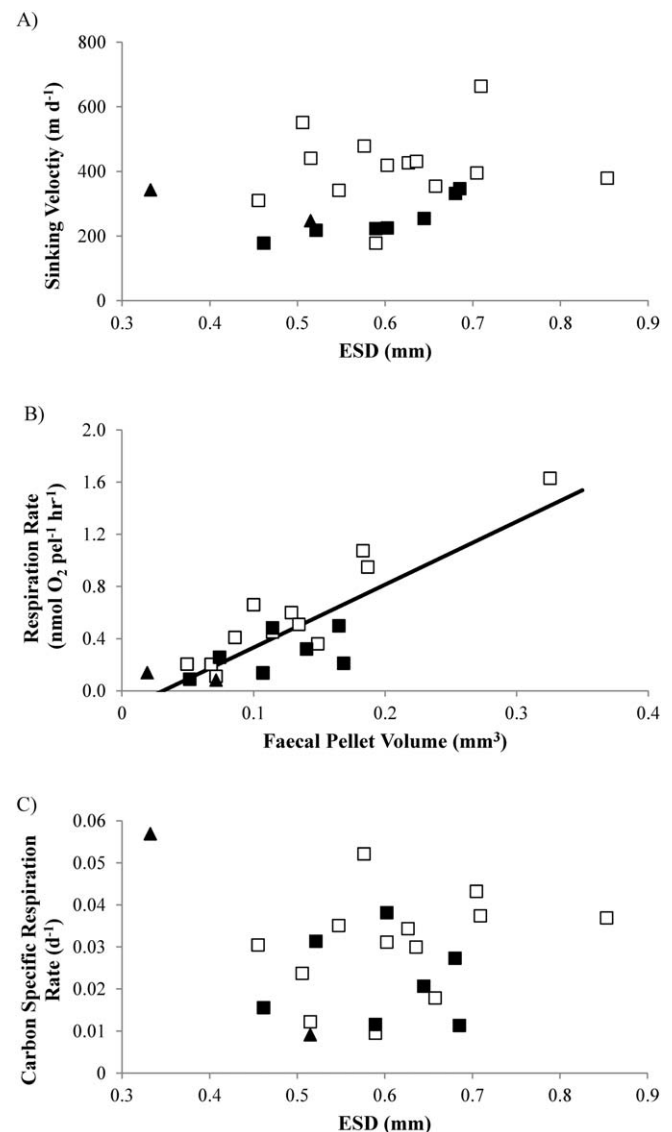 A)
800
600
400
200
0
Sinking Veloctiy (m d⁻¹)
0.3 0.4 0.5 0.6 0.7 0.8 0.9
ESD (mm)
B)
2.0
1.6
1.2
0.8
0.4
0.0
Respiration Rate
(nmol O₂ pel⁻¹ hr⁻¹)
0 0.1 0.2 0.3 0.4
Faecal Pellet Volume (mm³)
C)
0.06
0.05
0.04
0.03
0.02
0.01
0
Carbon Specific Respiration
Rate (d⁻¹)
0.3 0.4 0.5 0.6 0.7 0.8 0.9
ESD (mm)